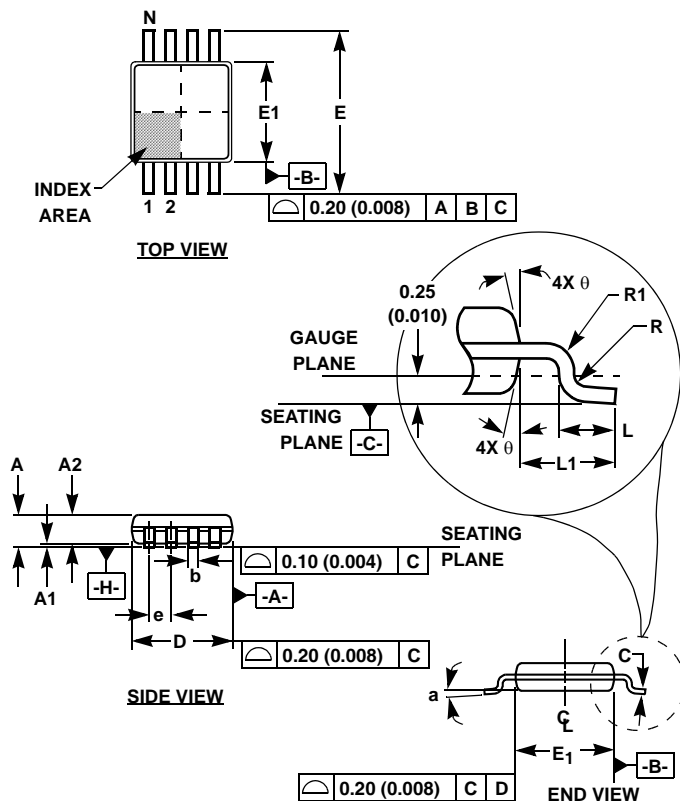 N
E1
E
-B-
INDEX
AREA
1 2
0.20 (0.008) A B C
TOP VIEW
0.25
(0.010)
4X θ
R1
R
GAUGE
PLANE
SEATING
PLANE
-C-
4X θ
L
L1
A
A2
SEATING
PLANE
0.10 (0.004) C
b
-H-
A1
-A-
e
D
0.20 (0.008) C
SIDE VIEW
C
a
CL
E1
-B-
0.20 (0.008) C D
END VIEW